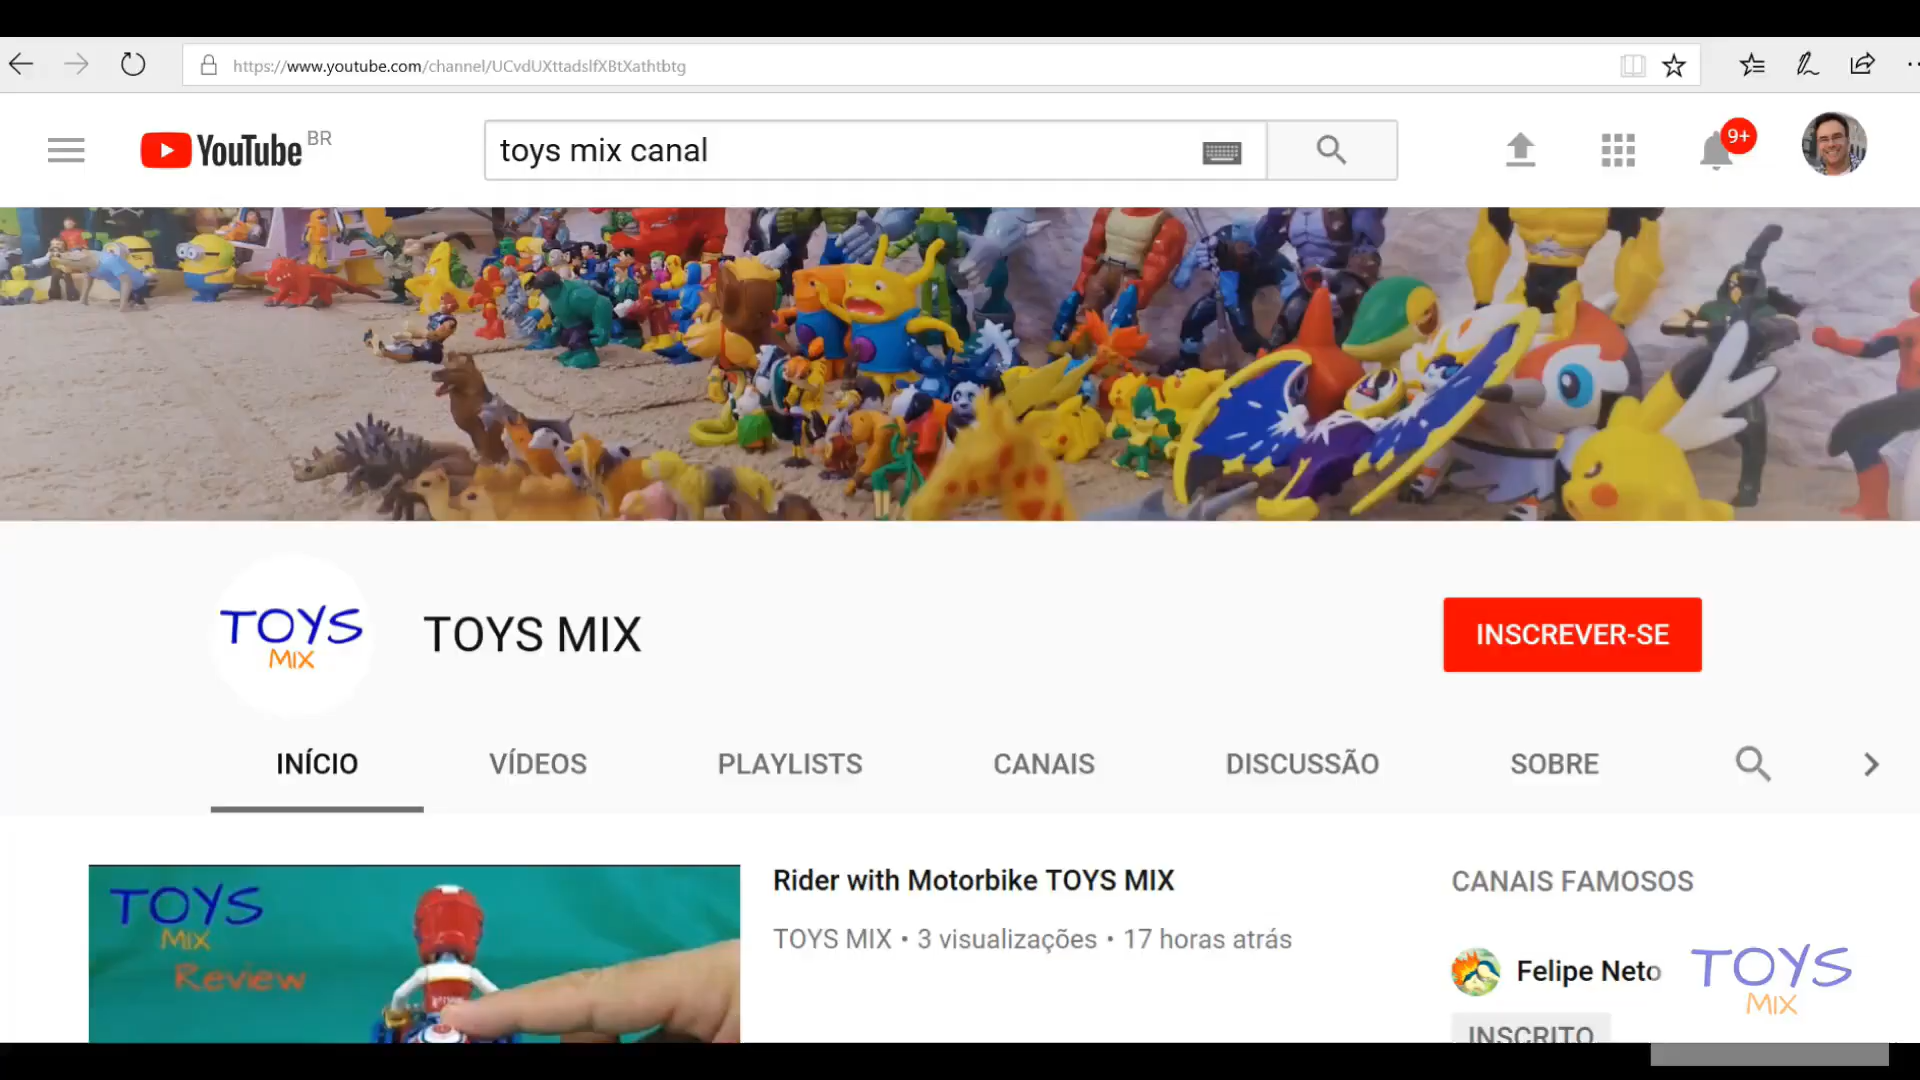 https://www.youtube.com/channel/UCvdUXttadslfXBtXathtbtg
YouTube BR
toys mix canal
9+
TOYS
MIX
TOYS MIX
INSCREVER-SE
INÍCIO
VÍDEOS
PLAYLISTS
CANAIS
DISCUSSÃO
SOBRE
TOYS
MIX
Review
Rider with Motorbike TOYS MIX
TOYS MIX • 3 visualizações • 17 horas atrás
CANAIS FAMOSOS
Felipe Neto
INSCRITO
TOYS
MIX